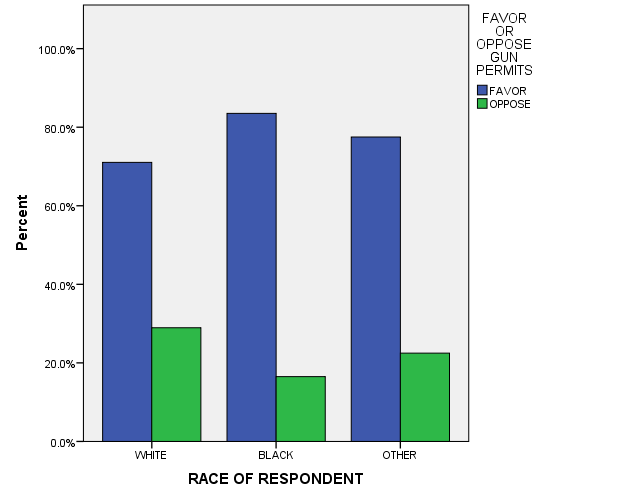 FAVOR
OR
OPPOSE
GUN
PERMITS
FAVOR
OPPOSE
100.0%
80.0%
60.0%
40.0%
20.0%
0.0%
Percent
WHITE
BLACK
OTHER
RACE OF RESPONDENT